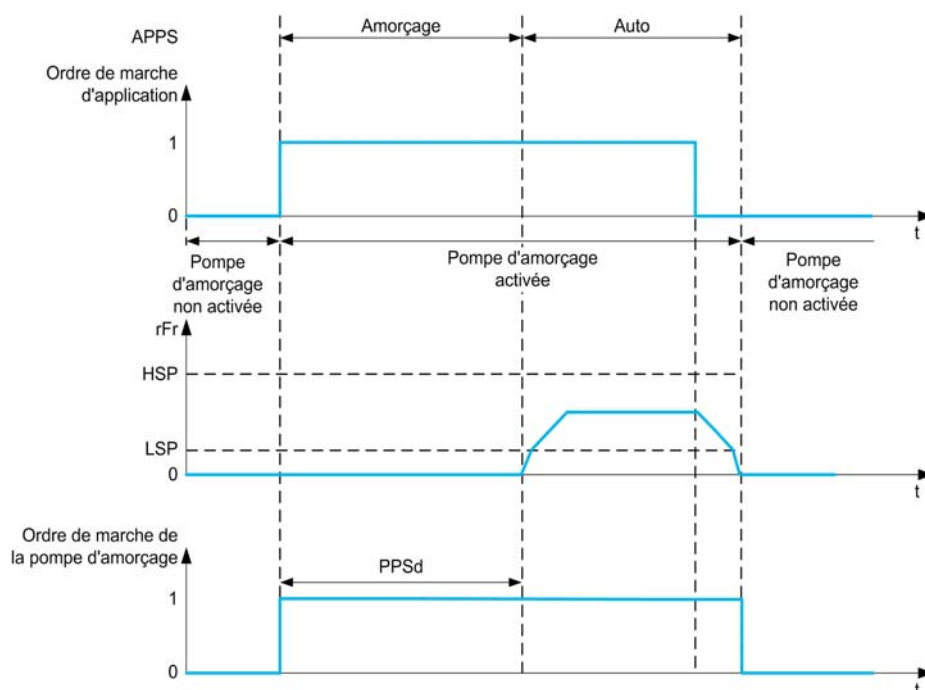 APPS
Amorçage
Auto
Ordre de marche
d'application
1
0
t
Pompe
d'amorçage
non activée
Pompe d'amorçage
activée
Pompe
d'amorçage
non activée
rFr
HSP
LSP
0
t
Ordre de marche de
la pompe d'amorçage
PPSd
1
0
t